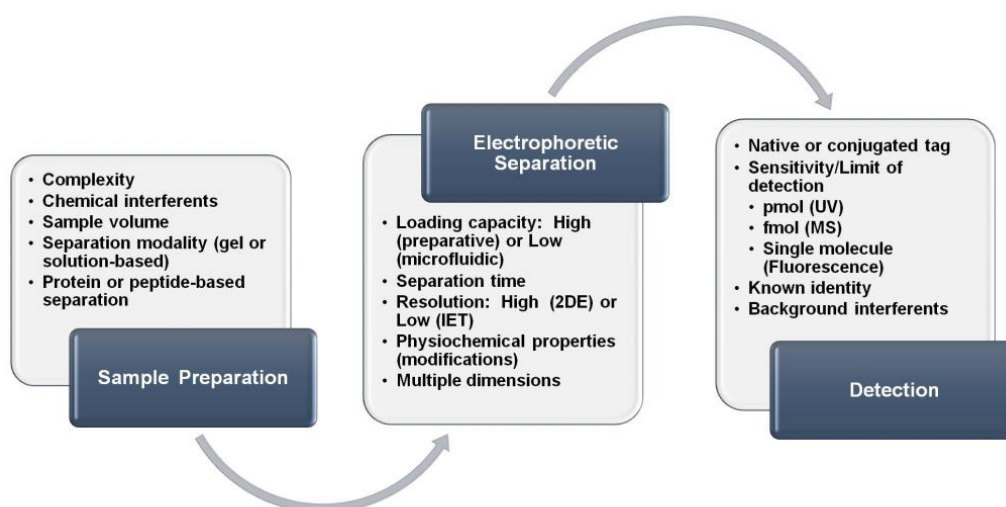 • Complexity
• Chemical interferents
• Sample volume
• Separation modality (gel or
solution-based)
• Protein or peptide-based
separation
Sample Preparation
Electrophoretic
Separation
• Loading capacity: High
(preparative) or Low
(microfluidic)
• Separation time
• Resolution: High (2DE) or
Low (IET)
• Physiochemical properties
(modifications)
• Multiple dimensions
• Native or conjugated tag
• Sensitivity/Limit of
detection
• pmol (UV)
• fmol (MS)
• Single molecule
(Fluorescence)
• Known identity
• Background interferents
Detection